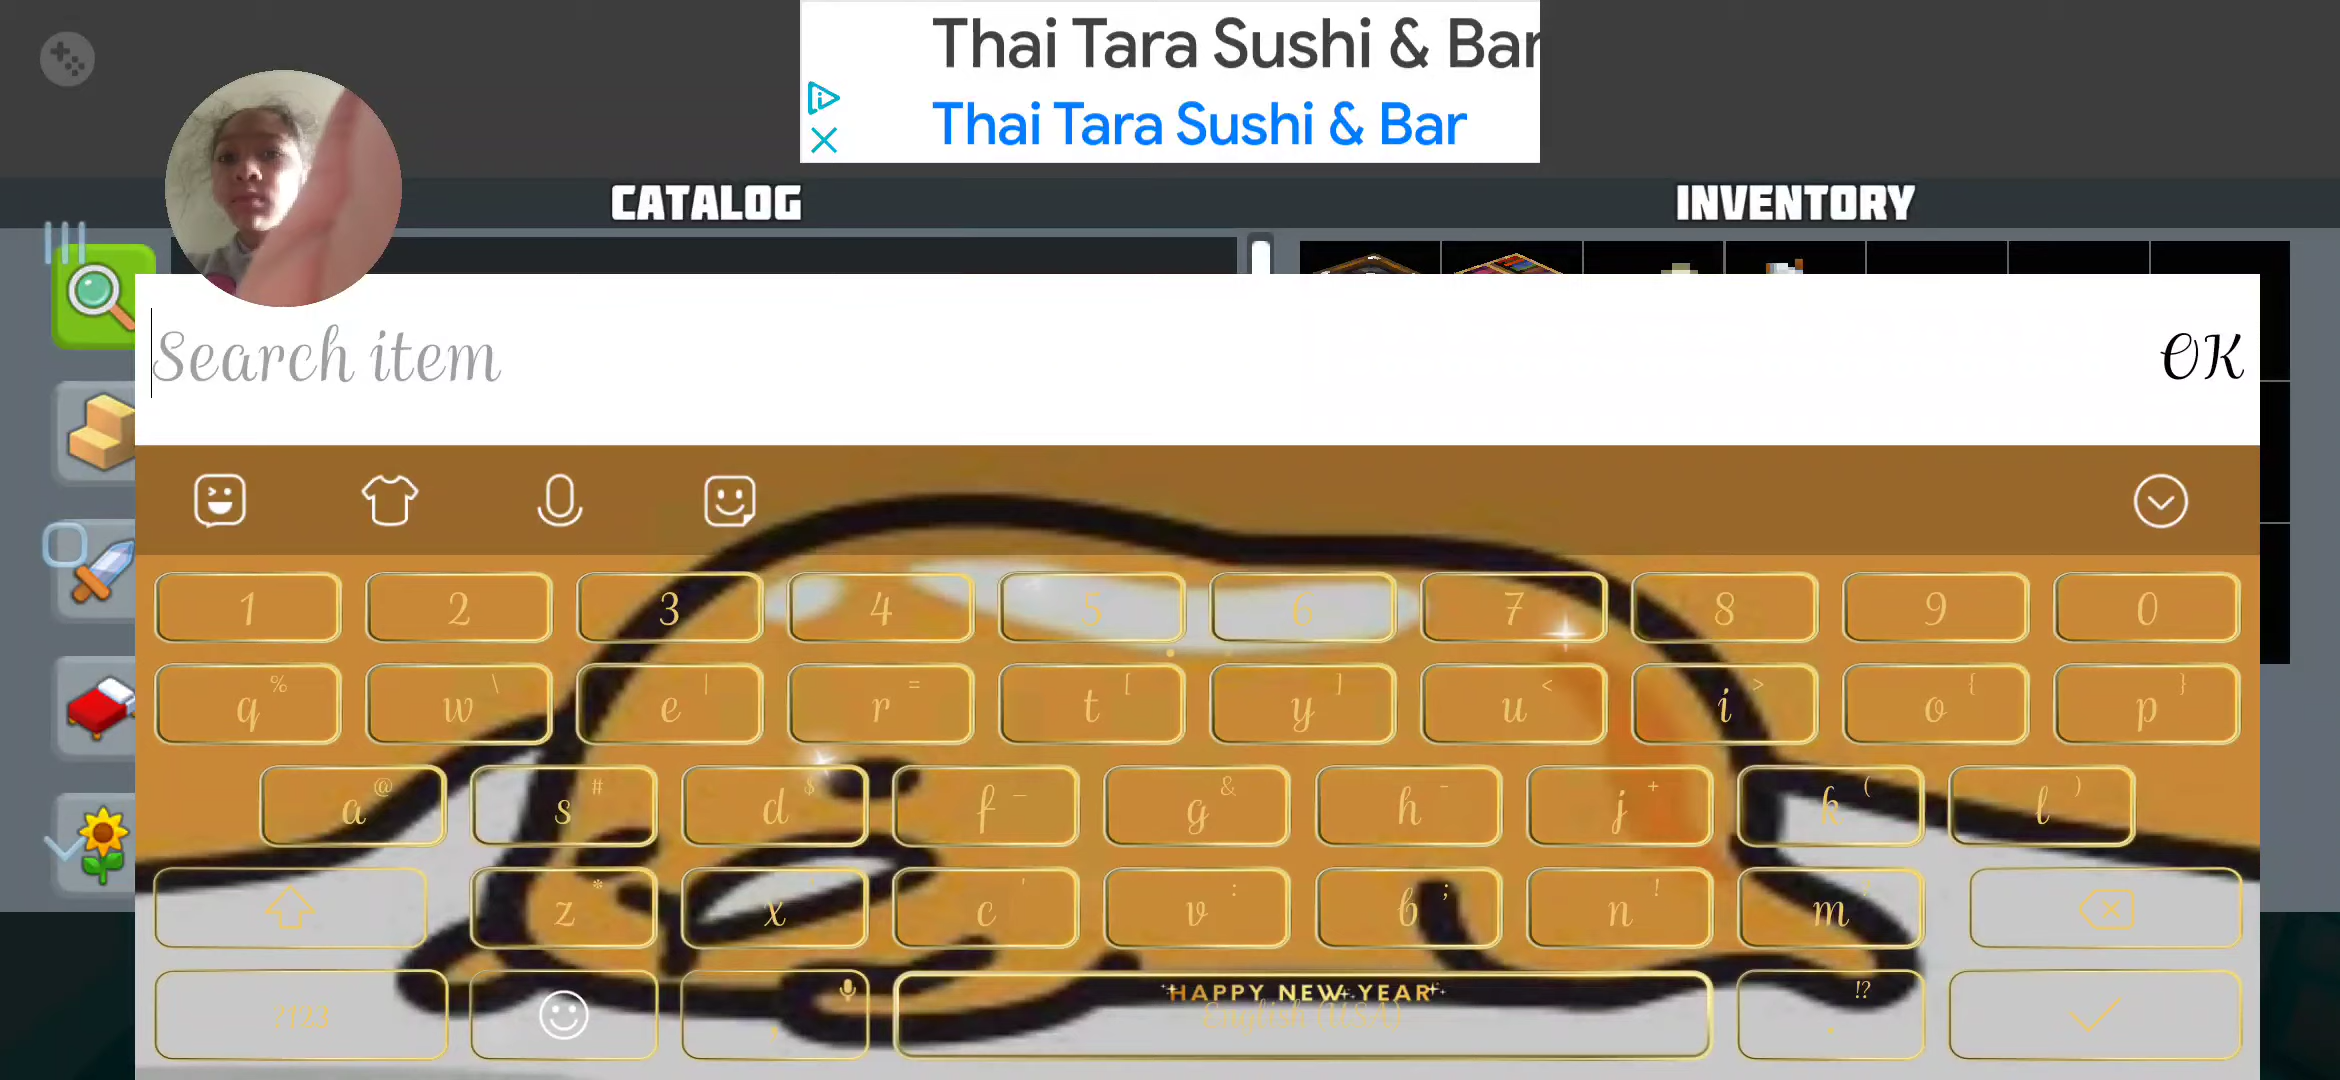 Thai Tara Sushi & Bar
Thai Tara Sushi & Bar
CATALOG
INVENTORY
Search item
OK
1 2 3 4 5 6 7 8 9 0
% \ | = [ ] < > { }
q w e r t y u i o p
@ # $ _ & - + ( )
a s d f g h j k l
* ' : ; !
z x c v b n m
HAPPY NEW YEAR
!?
?123 , English (USA) .